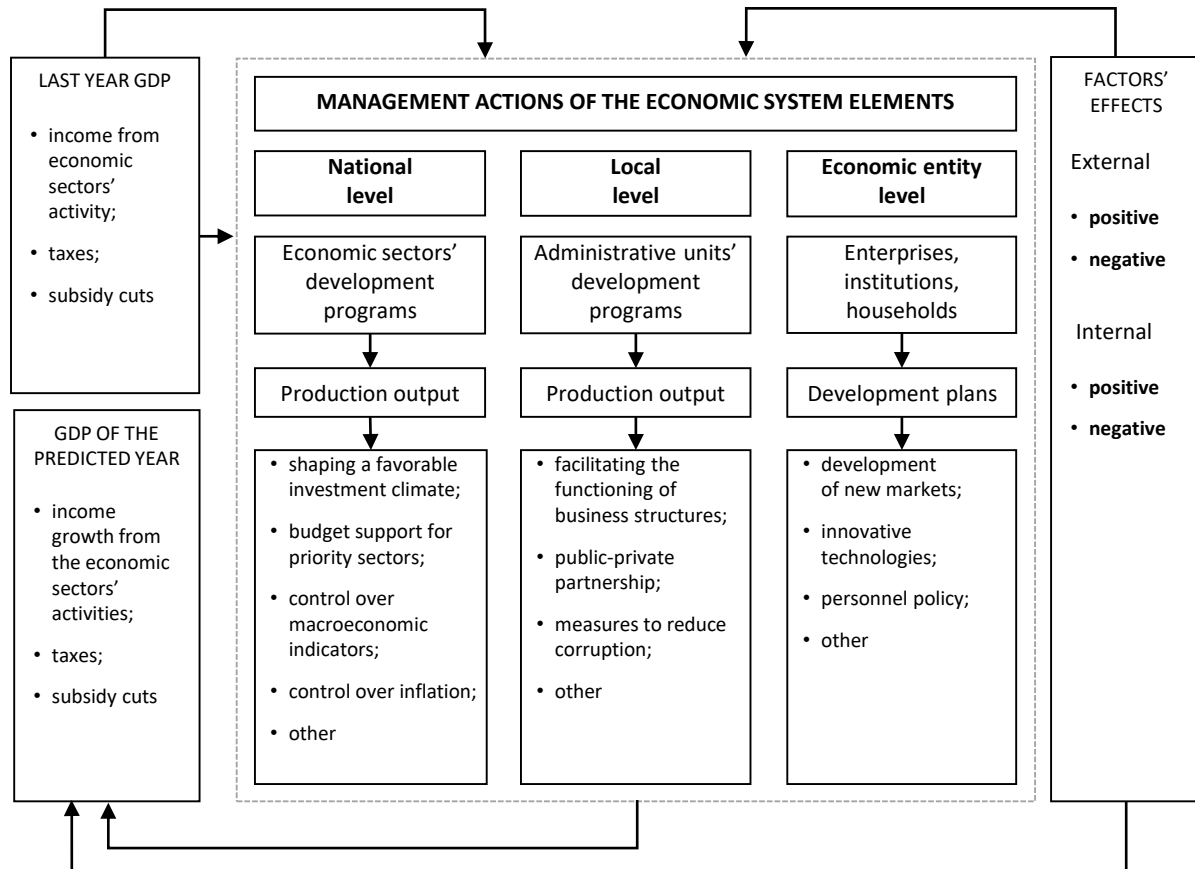 LAST YEAR GDP
• income from
economic
sectors’
activity;
• taxes;
• subsidy cuts
GDP OF THE
PREDICTED YEAR
• income
growth from
the economic
sectors’
activities;
• taxes;
• subsidy cuts
MANAGEMENT ACTIONS OF THE ECONOMIC SYSTEM ELEMENTS
National
level
Economic sectors’
development
programs
Production output
• shaping a favorable
investment climate;
• budget support for
priority sectors;
• control over
macroeconomic
indicators;
• control over inflation;
• other
Local
level
Administrative units’
development
programs
Production output
• facilitating the
functioning of
business structures;
• public-private
partnership;
• measures to reduce
corruption;
• other
Economic entity
level
Enterprises,
institutions,
households
Development plans
• development
of new markets;
• innovative
technologies;
• personnel policy;
• other
FACTORS’
EFFECTS
External
• positive
• negative
Internal
• positive
• negative